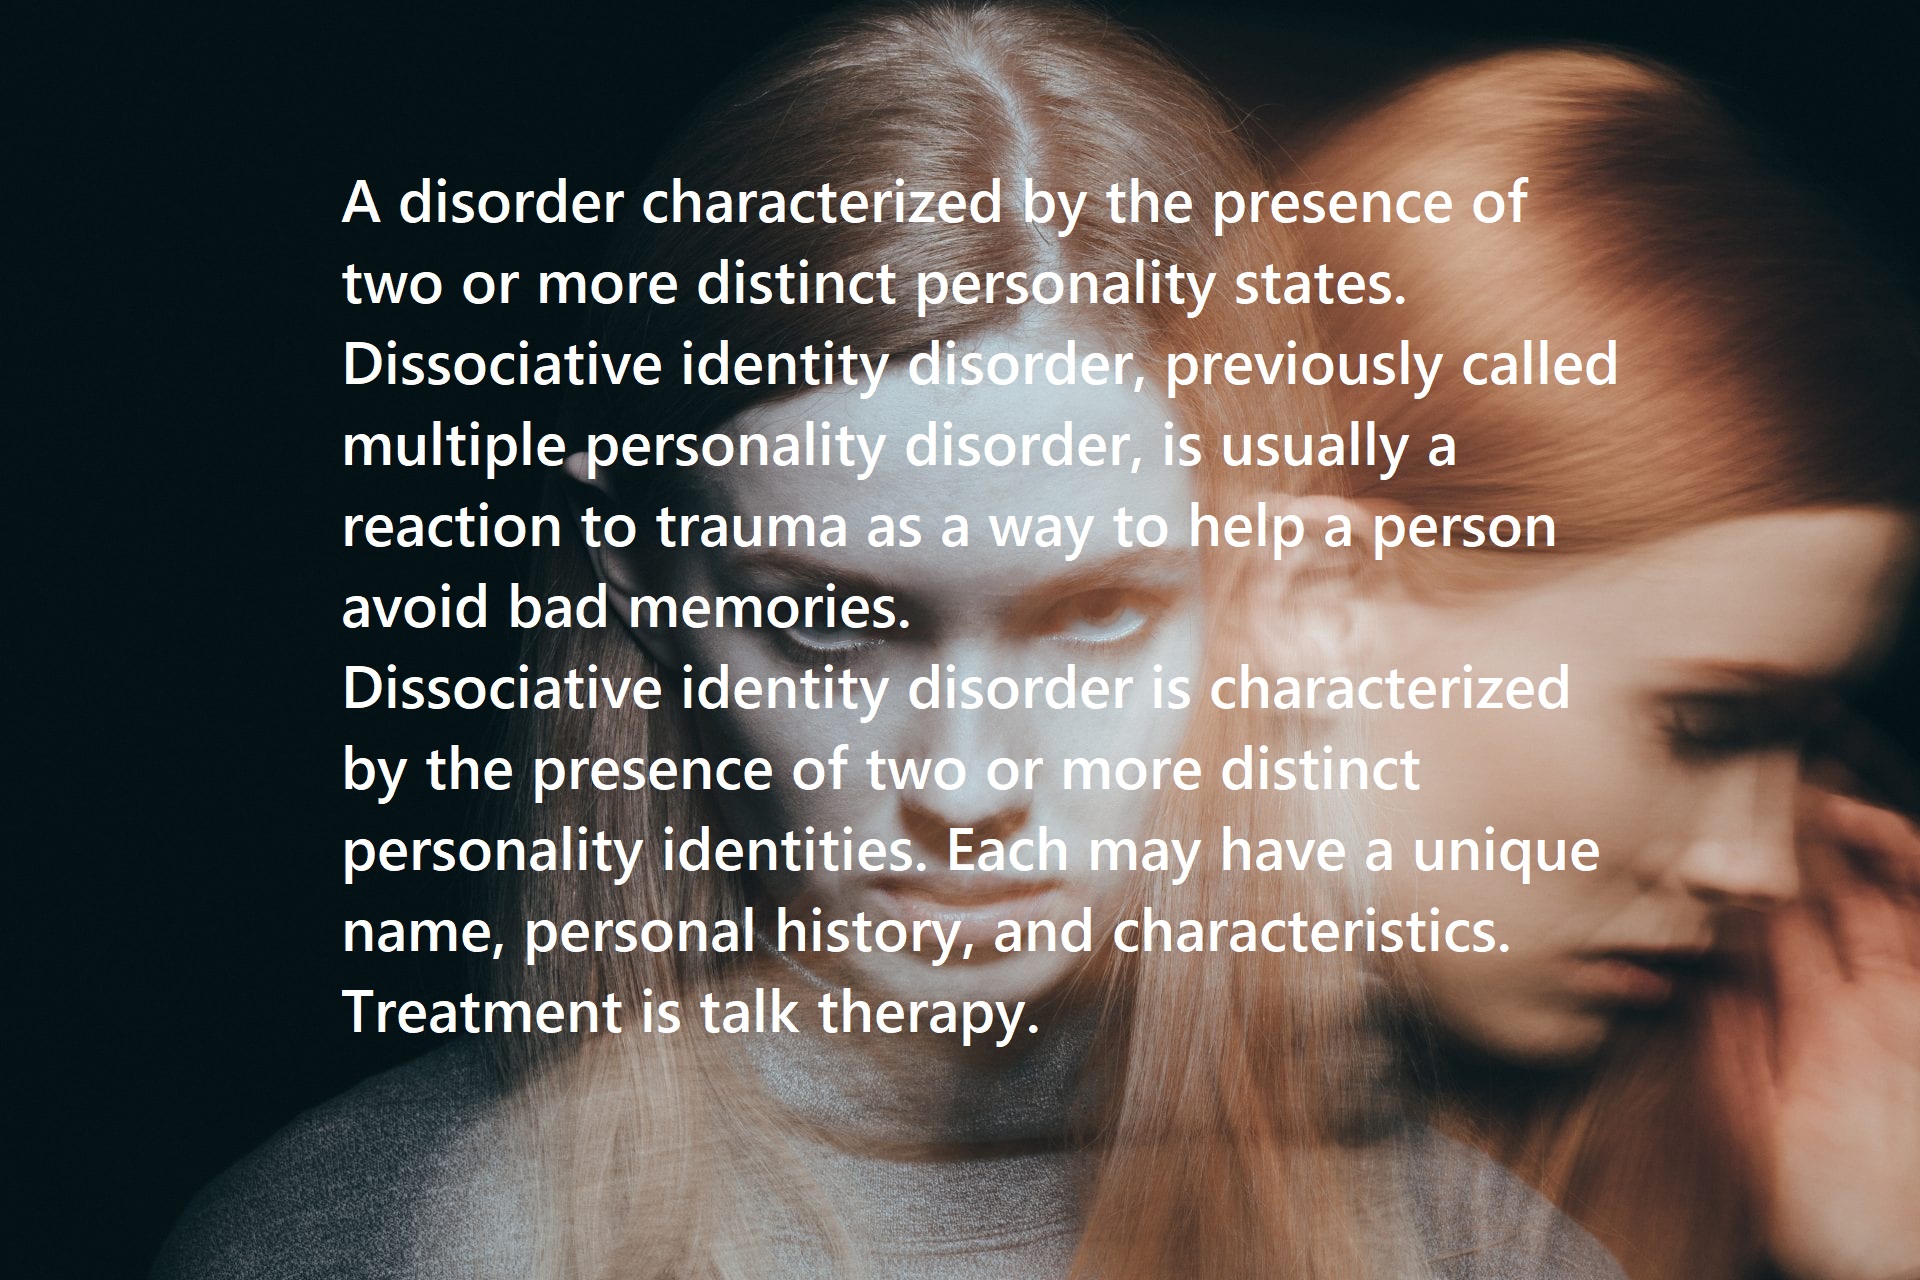 A disorder characterized by the presence of
two or more distinct personality states.
Dissociative identity disorder, previously called
multiple personality disorder, is usually a
reaction to trauma as a way to help a person
avoid bad memories.
Dissociative identity disorder is characterized
by the presence of two or more distinct
personality identities. Each may have a unique
name, personal history, and characteristics.
Treatment is talk therapy.